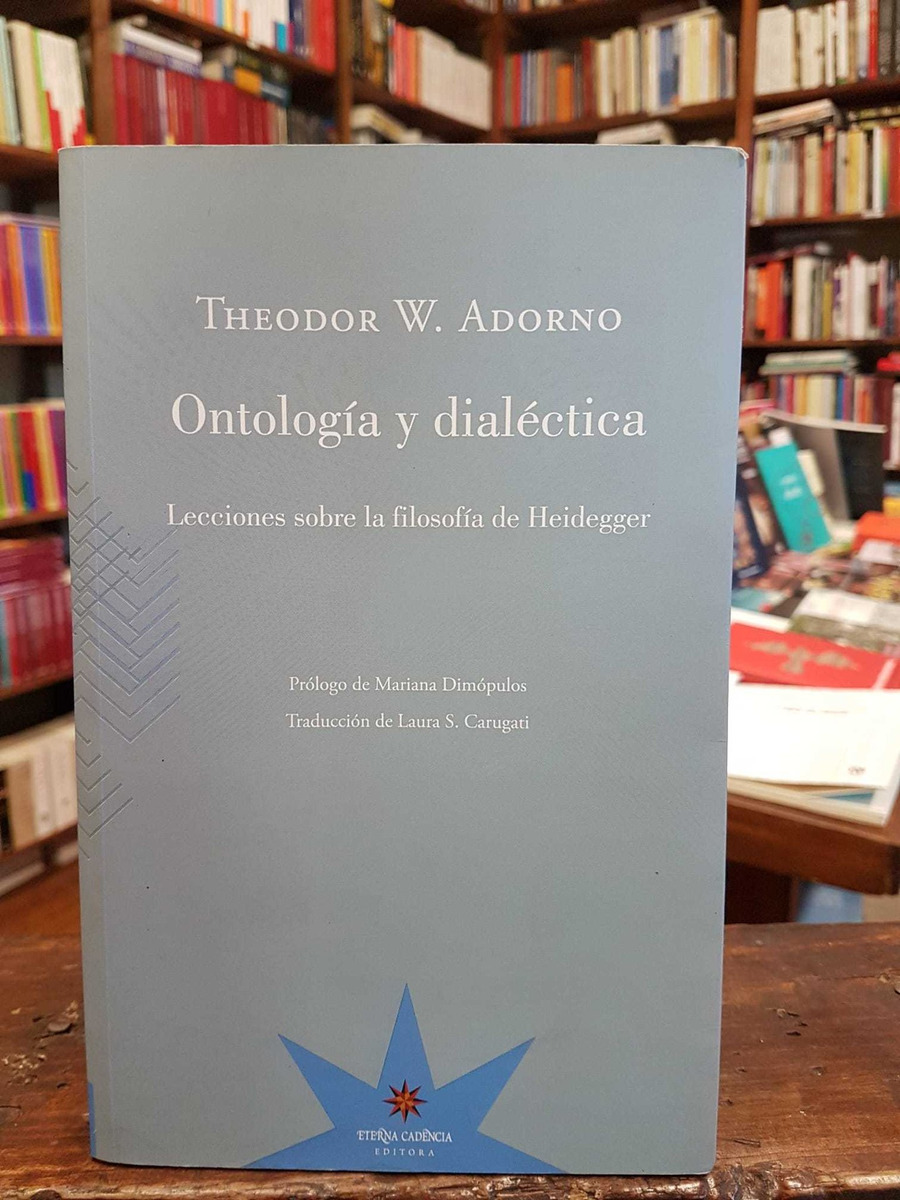 THEODOR W. ADORNO
Ontología y dialéctica
Lecciones sobre la filosofía de Heidegger
Prólogo de Mariana Dimópulos
Traducción de Laura S. Carugati
ETERNA CADENCIA
EDITORA